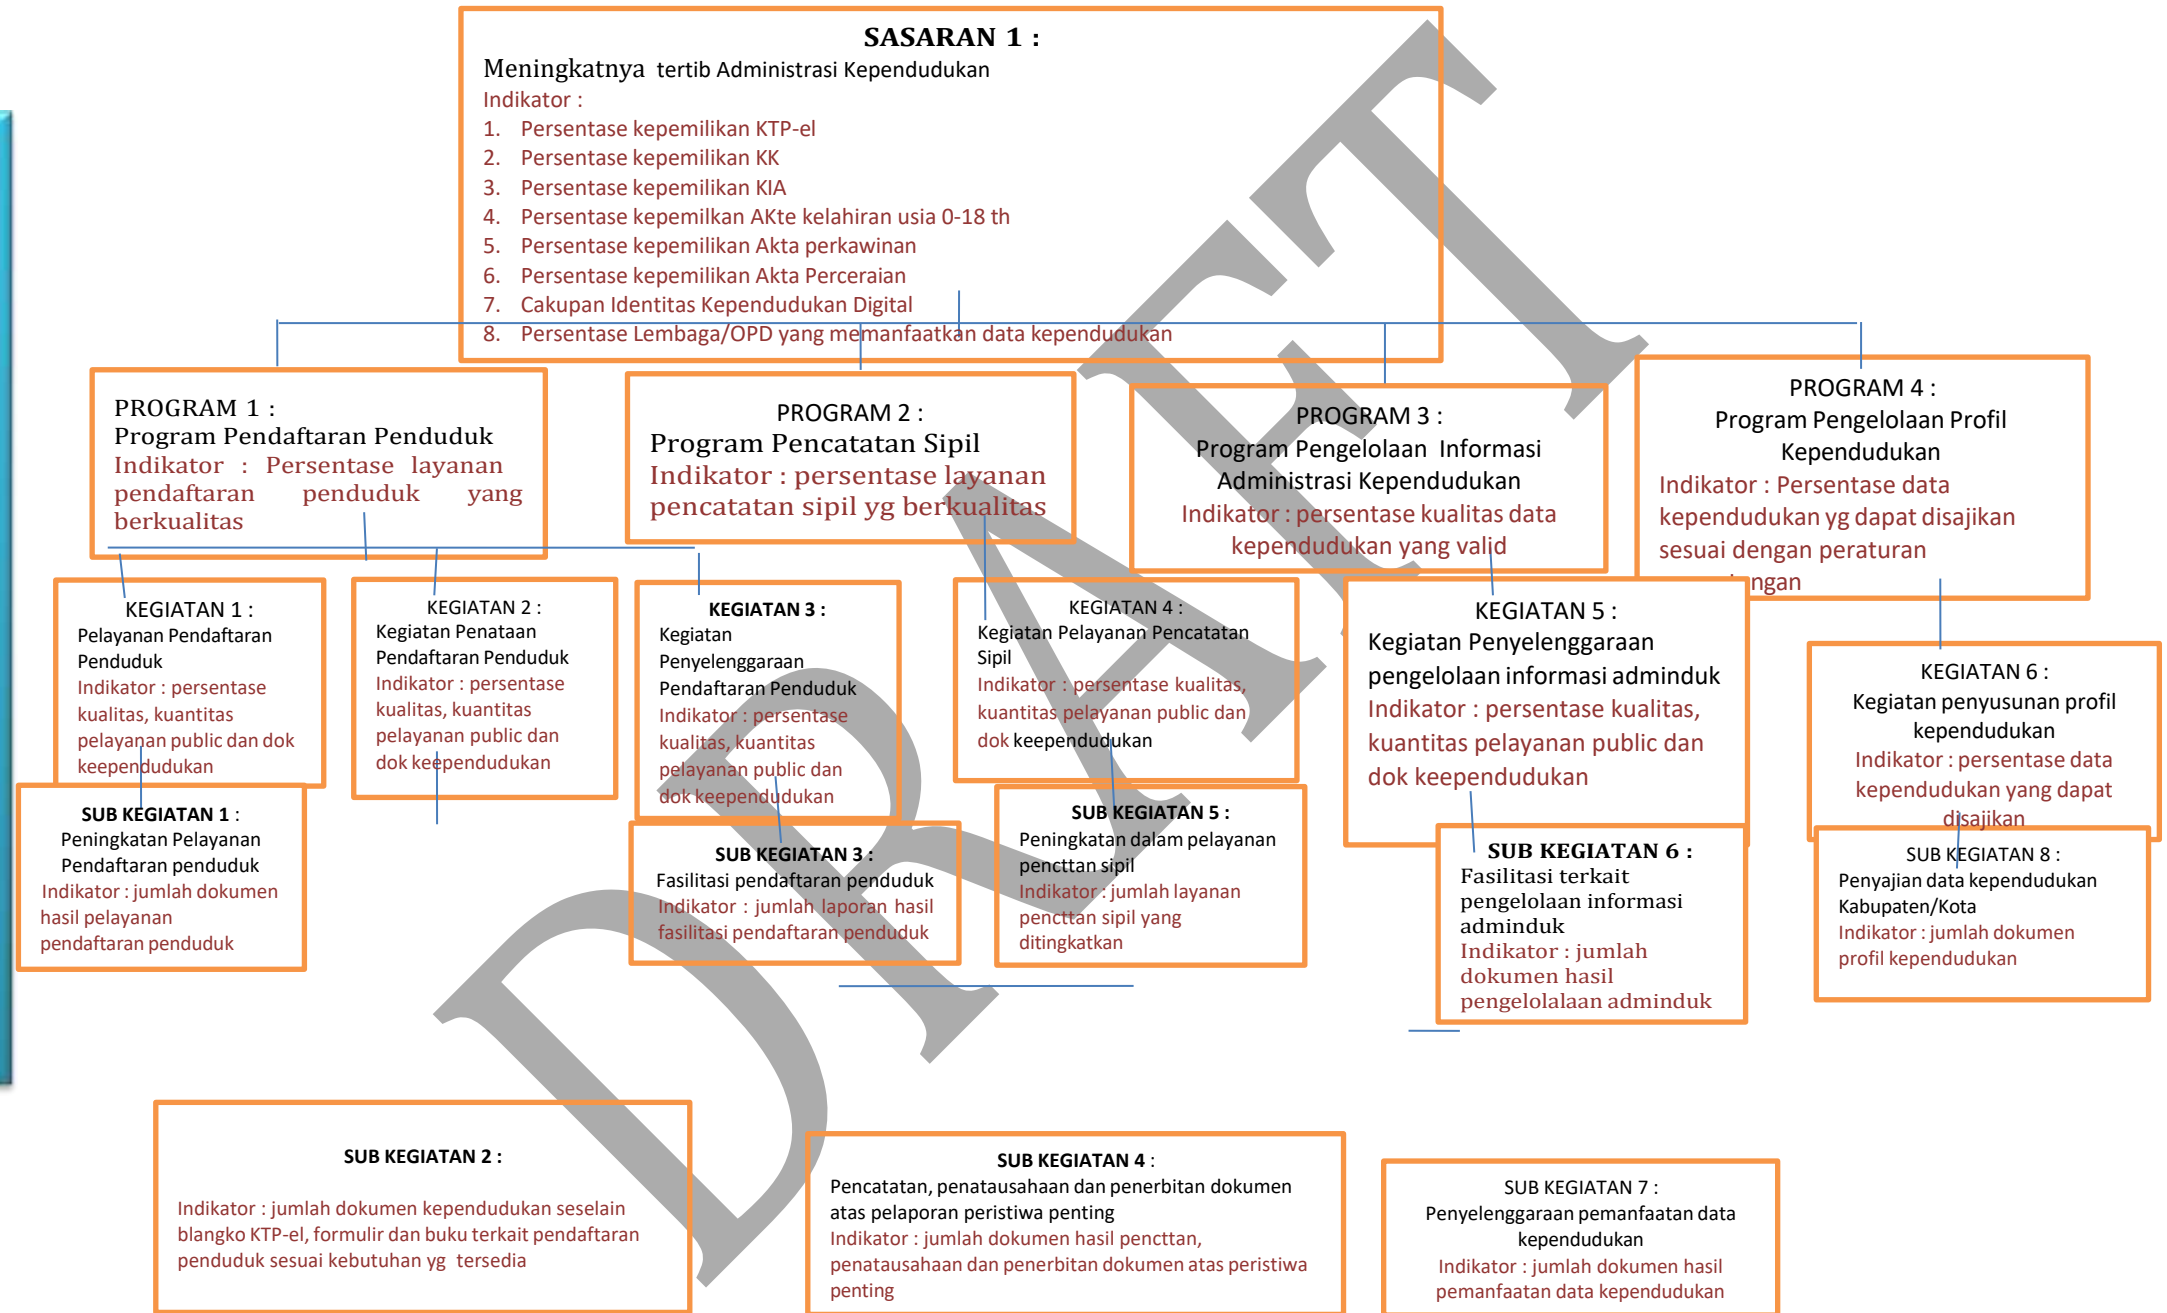 SASARAN 1 :
Meningkatnya tertib Administrasi Kependudukan
Indikator :
1. Persentase kepemilikan KTP-el
2. Persentase kepemilikan KK
3. Persentase kepemilikan KIA
4. Persentase kepemilkan AKte kelahiran usia 0-18 th
5. Persentase kepemilikan Akta perkawinan
6. Persentase kepemilikan Akta Perceraian
7. Cakupan Identitas Kependudukan Digital
8. Persentase Lembaga/OPD yang memanfaatkan data kependudukan
PROGRAM 1 :
Program Pendaftaran Penduduk
Indikator : Persentase layanan
pendaftaran penduduk yang
berkualitas
PROGRAM 2 :
Program Pencatatan Sipil
Indikator : persentase layanan
pencatatan sipil yg berkualitas
PROGRAM 3 :
Program Pengelolaan Informasi
Administrasi Kependudukan
Indikator : persentase kualitas data
kependudukan yang valid
PROGRAM 4 :
Program Pengelolaan Profil
Kependudukan
Indikator : Persentase data
kependudukan yg dapat disajikan
sesuai dengan peraturan
KEGIATAN 1 :
Pelayanan Pendaftaran
Penduduk
Indikator : persentase
kualitas, kuantitas
pelayanan public dan dok
keependudukan
KEGIATAN 2 :
Kegiatan Penataan
Pendaftaran Penduduk
Indikator : persentase
kualitas, kuantitas
pelayanan public dan
dok keependudukan
KEGIATAN 3 :
Kegiatan
Penyelenggaraan
Pendaftaran Penduduk
Indikator : persentase
kualitas, kuantitas
pelayanan public dan
dok keependudukan
KEGIATAN 4 :
Kegiatan Pelayanan Pencatatan
Sipil
Indikator : persentase kualitas,
kuantitas pelayanan public dan
dok keependudukan
KEGIATAN 5 :
Kegiatan Penyelenggaraan
pengelolaan informasi adminduk
Indikator : persentase kualitas,
kuantitas pelayanan public dan
dok keependudukan
KEGIATAN 6 :
Kegiatan penyusunan profil
kependudukan
Indikator : persentase data
kependudukan yang dapat
disajikan
SUB KEGIATAN 1 :
Peningkatan Pelayanan
Pendaftaran penduduk
Indikator : jumlah dokumen
hasil pelayanan
pendaftaran penduduk
SUB KEGIATAN 3 :
Fasilitasi pendaftaran penduduk
Indikator : jumlah laporan hasil
fasilitasi pendaftaran penduduk
SUB KEGIATAN 5 :
Peningkatan dalam pelayanan
pencttan sipil
Indikator : jumlah layanan
pencttan sipil yang
ditingkatkan
SUB KEGIATAN 6 :
Fasilitasi terkait
pengelolaan informasi
adminduk
Indikator : jumlah
dokumen hasil
pengelolalaan adminduk
SUB KEGIATAN 8 :
Penyajian data kependudukan
Kabupaten/Kota
Indikator : jumlah dokumen
profil kependudukan
SUB KEGIATAN 2 :
Indikator : jumlah dokumen kependudukan seselain
blangko KTP-el, formulir dan buku terkait pendaftaran
penduduk sesuai kebutuhan yg tersedia
SUB KEGIATAN 4 :
Pencatatan, penatausahaan dan penerbitan dokumen
atas pelaporan peristiwa penting
Indikator : jumlah dokumen hasil pencttan,
penatausahaan dan penerbitan dokumen atas peristiwa
penting
SUB KEGIATAN 7 :
Penyelenggaraan pemanfaatan data
kependudukan
Indikator : jumlah dokumen hasil
pemanfaatan data kependudukan
DRAFT